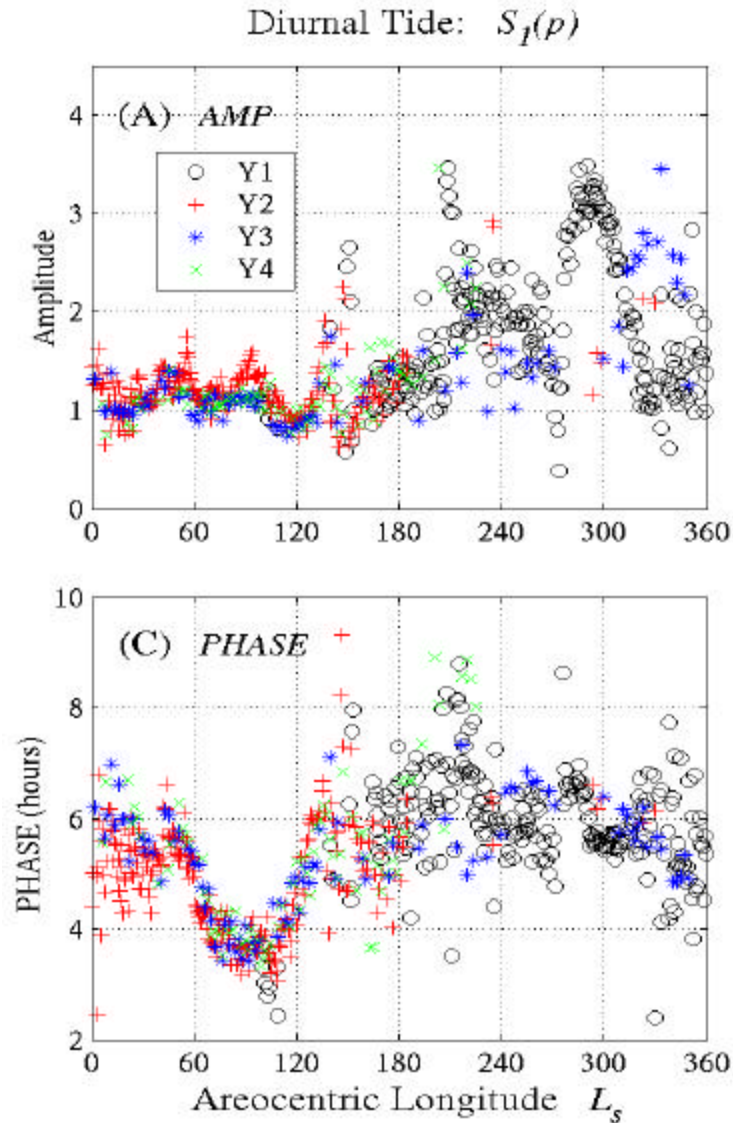 Diurnal Tide: S1(p)
(A) AMP
Y1
Y2
Y3
Y4
Amplitude
4
3
2
1
0
0 60 120 180 240 300 360
(C) PHASE
PHASE (hours)
10
8
6
4
2
0 60 120 180 240 300 360
Areocentric Longitude Ls